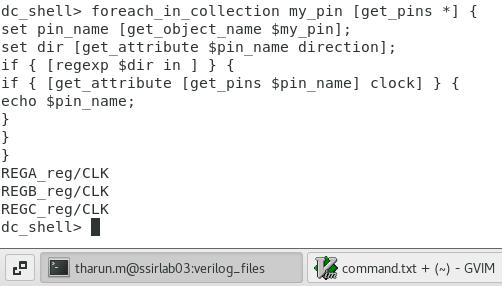 dc_shell> foreach_in_collection my_pin [get_pins *] {
set pin_name [get_object_name $my_pin];
set dir [get_attribute $pin_name direction];
if { [regexp $dir in ] } {
if { [get_attribute [get_pins $pin_name] clock] } {
echo $pin_name;
}
}
}
REGA_reg/CLK
REGB_reg/CLK
REGC_reg/CLK
dc_shell>
tharun.m@ssirlab03:verilog_files
command.txt + (~) - GVIM